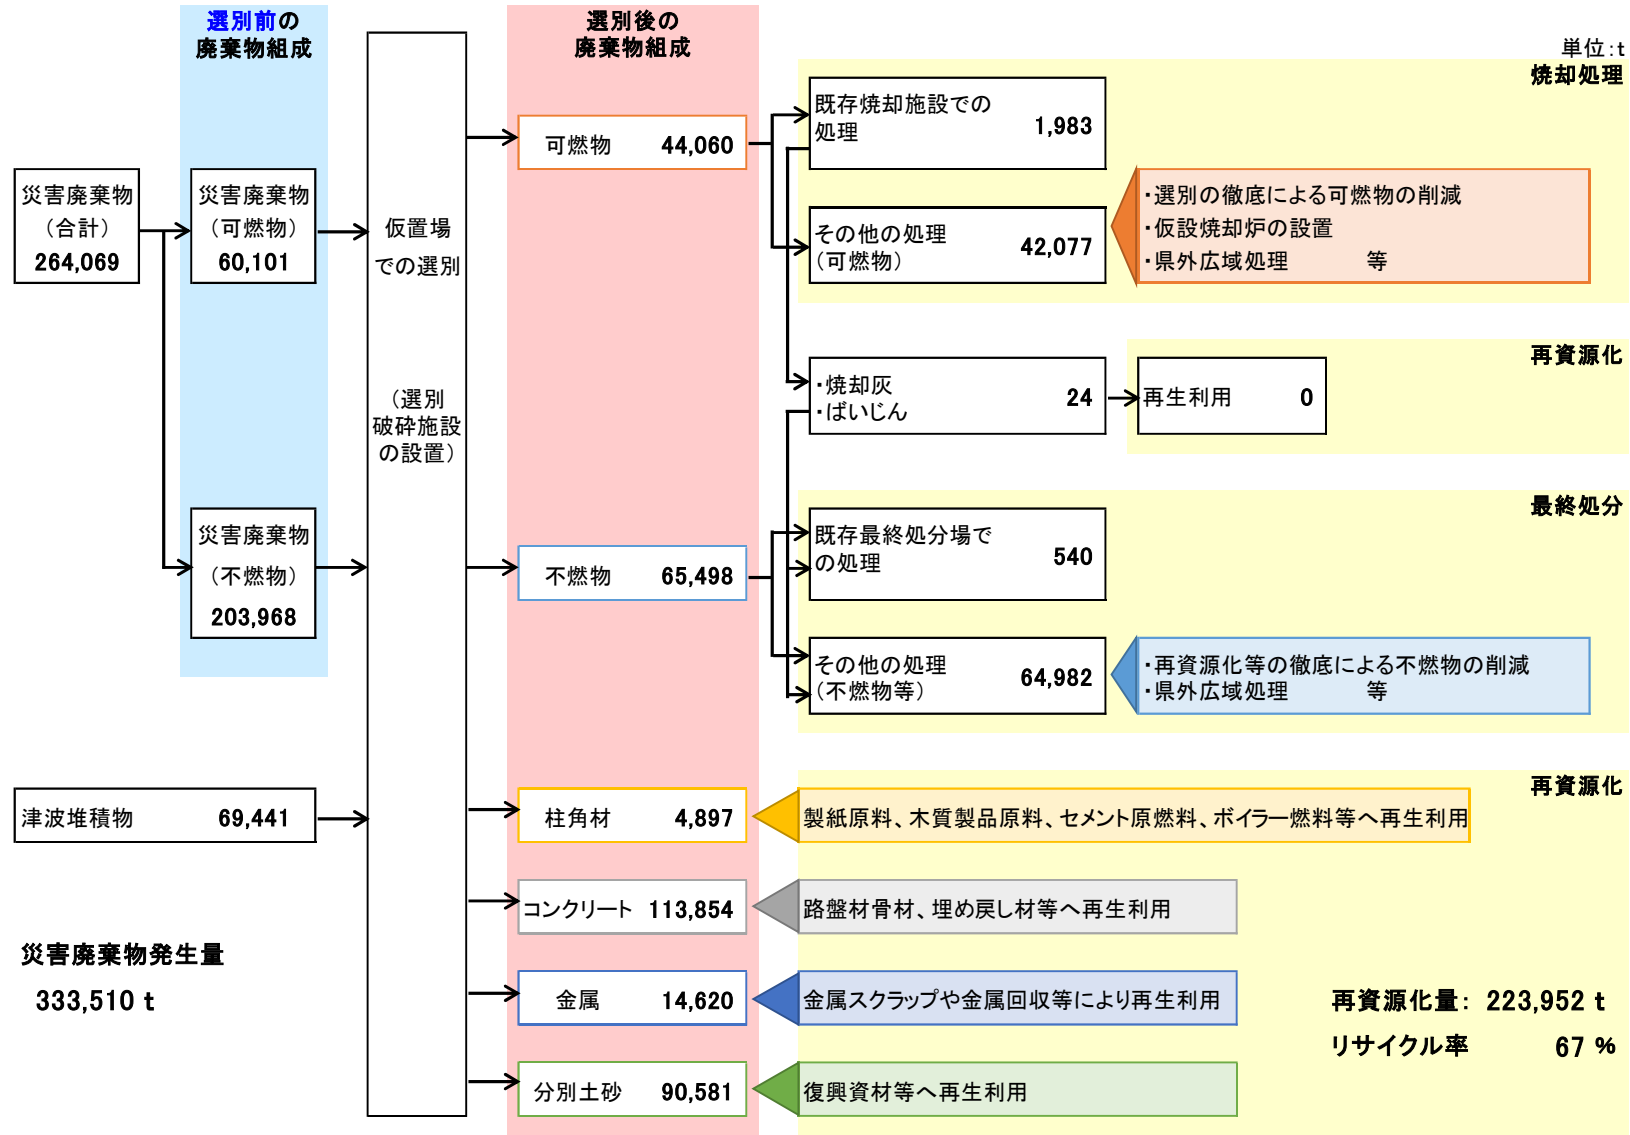 選別前の
廃棄物組成
選別後の
廃棄物組成
単位:t
焼却処理
既存焼却施設での
処理
1,983
可燃物 44,060
災害廃棄物
(合計)
264,069
災害廃棄物
(可燃物)
60,101
仮置場
での選別
(選別
破砕施設
の設置)
その他の処理
(可燃物)
42,077
・選別の徹底による可燃物の削減
・仮設焼却炉の設置
・県外広域処理 等
再資源化
・焼却灰
・ばいじん
24
再生利用 0
最終処分
災害廃棄物
(不燃物)
203,968
不燃物 65,498
既存最終処分場で
の処理
540
その他の処理
(不燃物等)
64,982
・再資源化等の徹底による不燃物の削減
・県外広域処理 等
再資源化
津波堆積物 69,441
柱角材 4,897
製紙原料、木質製品原料、セメント原燃料、ボイラー燃料等へ再生利用
コンクリート 113,854
路盤材骨材、埋め戻し材等へ再生利用
災害廃棄物発生量
333,510 t
金属 14,620
金属スクラップや金属回収等により再生利用
再資源化量: 223,952 t
リサイクル率 67 %
分別土砂 90,581
復興資材等へ再生利用